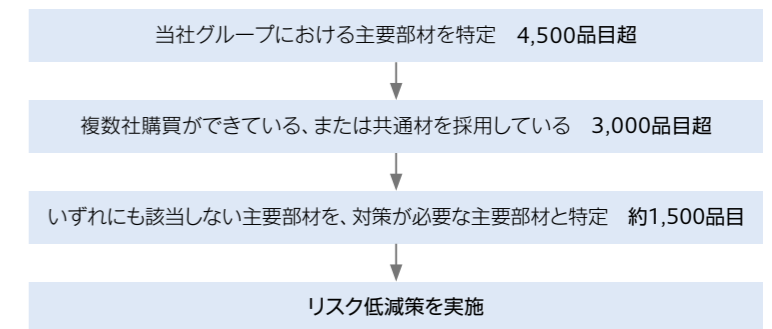 当社グループにおける主要部材を特定　4,500品目超
複数社購買ができている、または共通材を採用している　3,000品目超
いずれにも該当しない主要部材を、対策が必要な主要部材と特定　約1,500品目
リスク低減策を実施